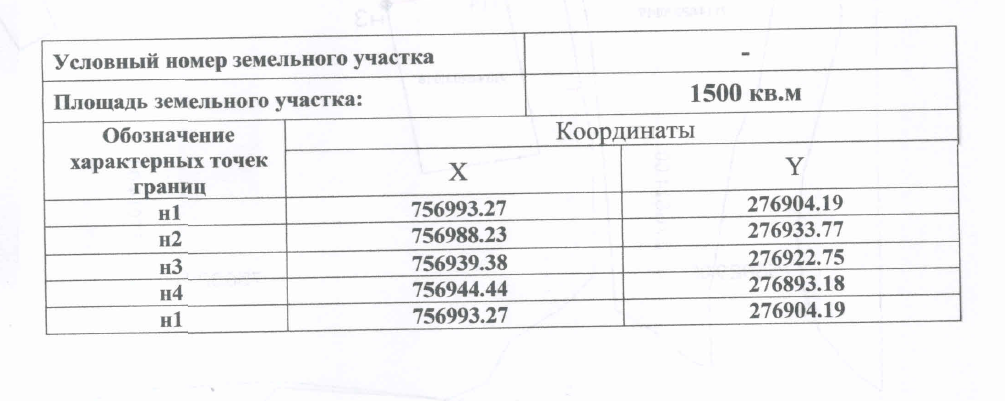 Условный номер земельного участка -
Площадь земельного участка: 1500 кв.м
Обозначение
характерных точек
границ
Координаты
X Y
н1 756993.27 276904.19
н2 756988.23 276933.77
н3 756939.38 276922.75
н4 756944.44 276893.18
н1 756993.27 276904.19